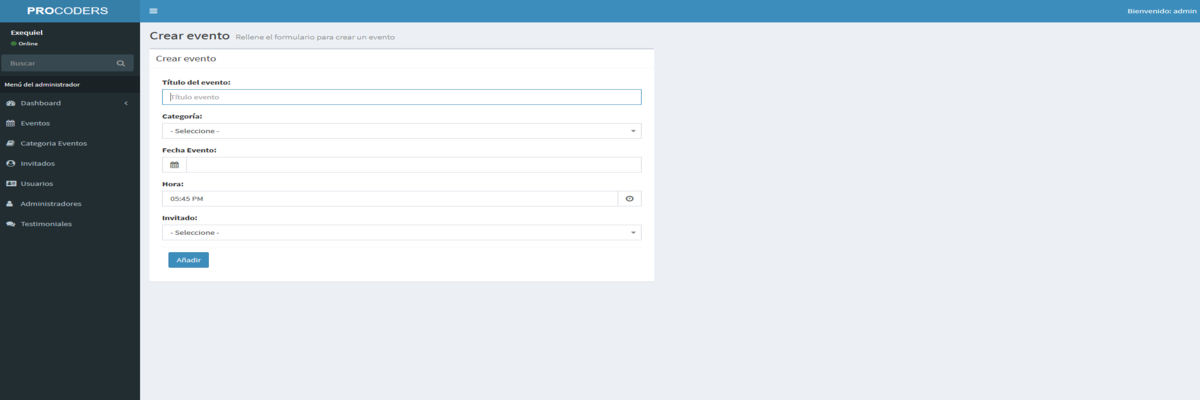 PROCODERS
Bienvenido: admin
Exequiel
Online
Buscar
Menú del administrador
Dashboard
Eventos
Categoria Eventos
Invitados
Usuarios
Administradores
Testimoniales
Crear evento Rellene el formulario para crear un evento
Crear evento
Título del evento:
Título evento
Categoría:
- Seleccione -
Fecha Evento:
Hora:
05:45 PM
Invitado:
- Seleccione -
Añadir